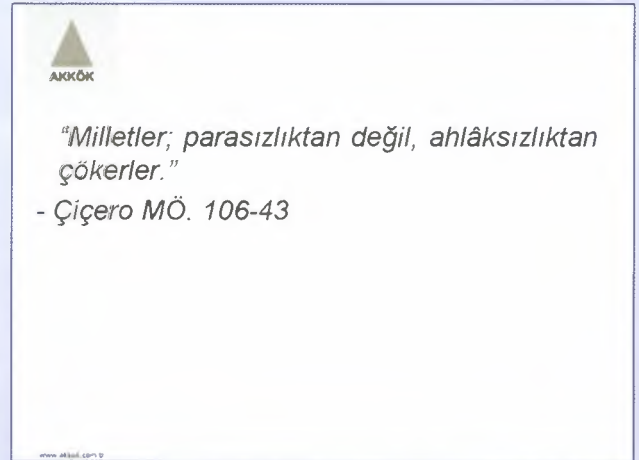 AKKÖK
“Milletler; parasızlıktan değil, ahlâksızlıktan
çökerler.”
- Çiçero MÖ. 106-43